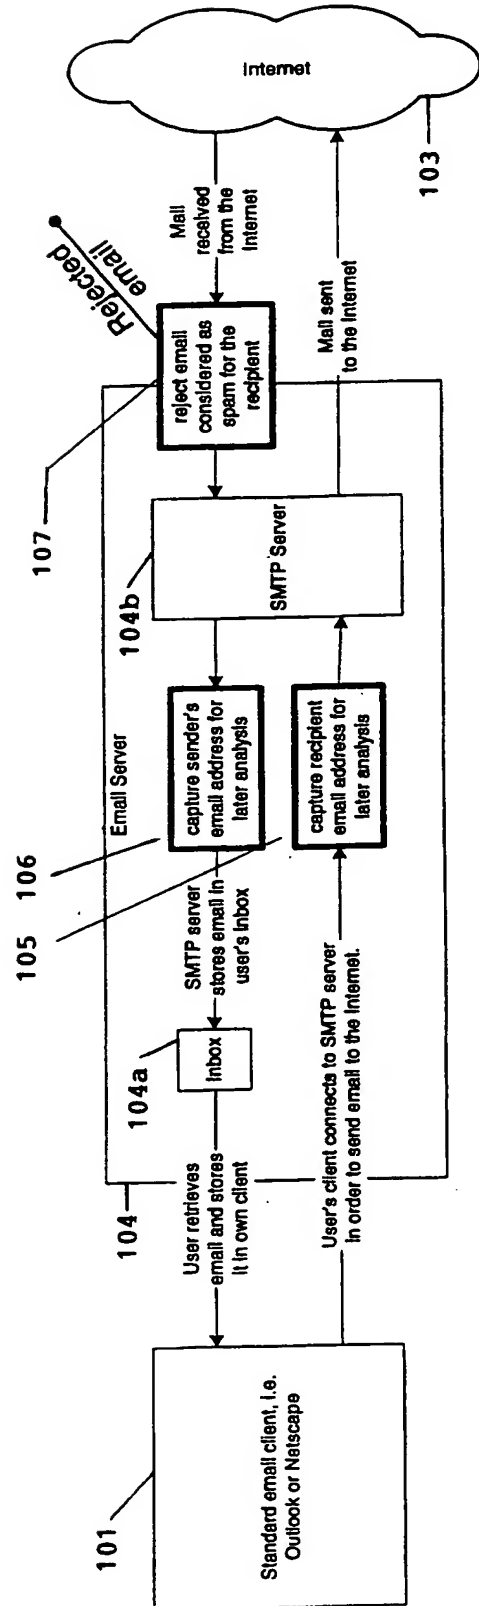 101
Standard email client, i.e.
Outlook or Netscape
User retrieves
email and stores
it in own client
User's client connects to SMTP server
in order to send email to the Internet.
104
Email Server
104a
Inbox
SMTP server
stores email in
user's Inbox
105
106
capture sender's
email address for
later analysis
capture recipient
email address for
later analysis
104b
SMTP Server
107
reject email
considered as
spam for the
recipient
Rejected
email
Mail
received
from the
Internet
Mail sent
to the Internet
103
Internet